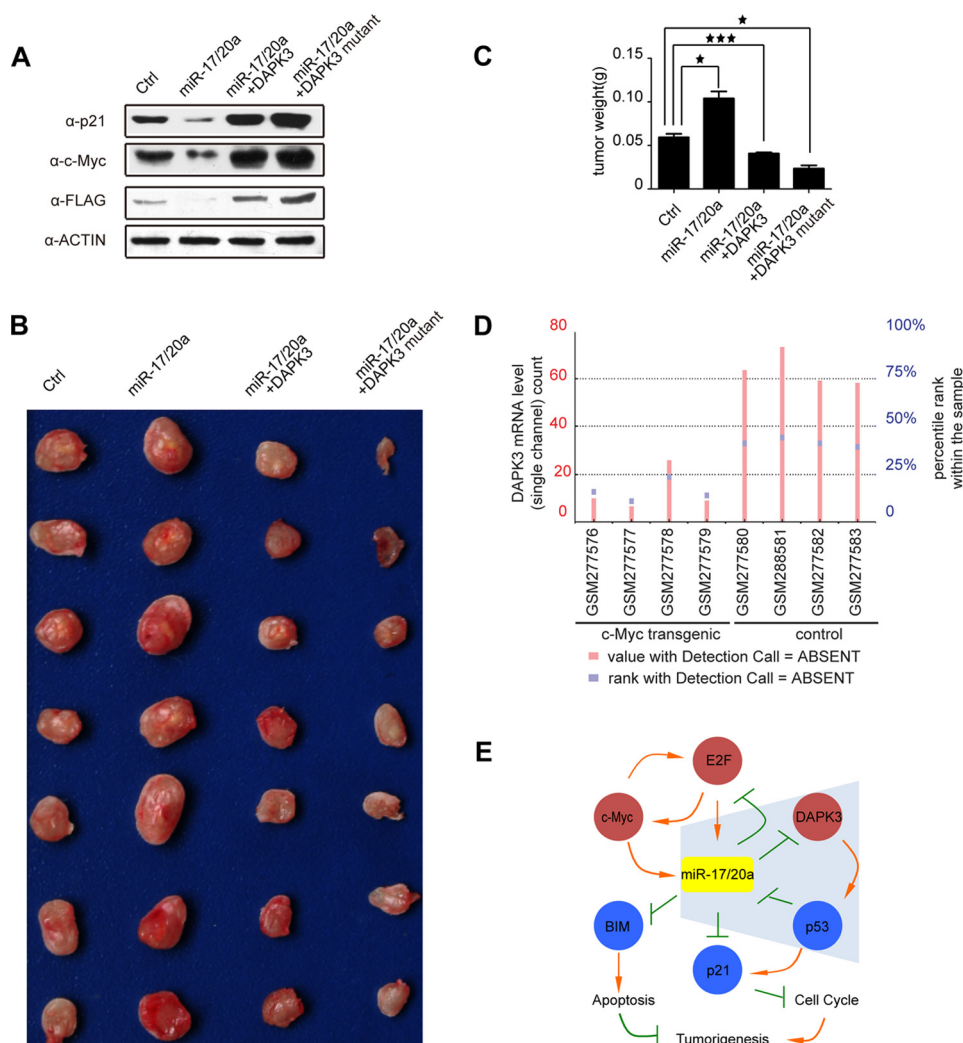 A
Ctrl
miR-17/20a
miR-17/20a
+DAPK3
miR-17/20a
+DAPK3 mutant
α-p21
α-c-Myc
α-FLAG
α-ACTIN
B
Ctrl
miR-17/20a
miR-17/20a
+DAPK3
miR-17/20a
+DAPK3 mutant
C
tumor weight(g)
0.15
0.10
0.05
0
Ctrl
miR-17/20a
miR-17/20a
+DAPK3
miR-17/20a
+DAPK3 mutant
D
DAPK3 mRNA level
(single channel) count
80
60
40
20
0
100%
75%
50%
25%
0
percentile rank
within the sample
GSM277576
GSM277577
GSM277578
GSM277579
GSM277580
GSM288581
GSM277582
GSM277583
c-Myc transgenic
control
value with Detection Call = ABSENT
rank with Detection Call = ABSENT
E
E2F
c-Myc
DAPK3
miR-17/20a
BIM
p53
p21
Apoptosis
Cell Cycle
Tumorigenesis